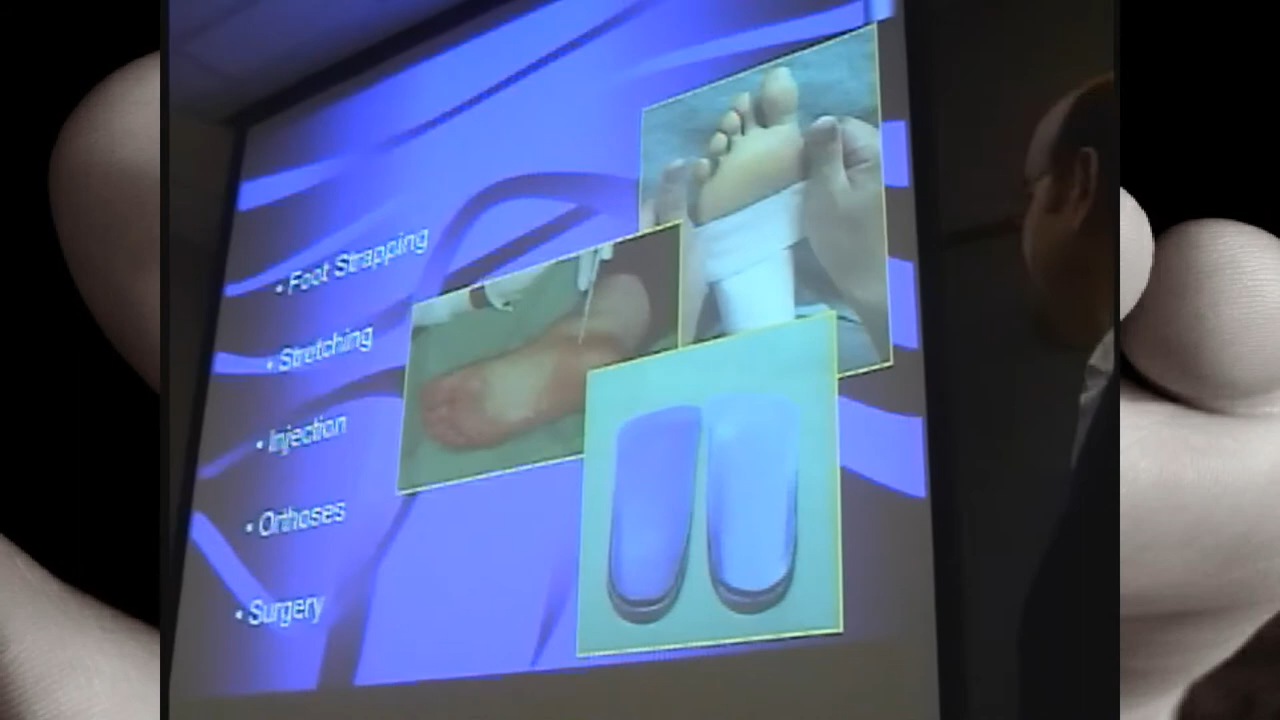 • Foot Strapping
• Stretching
• Injection
• Orthoses
• Surgery